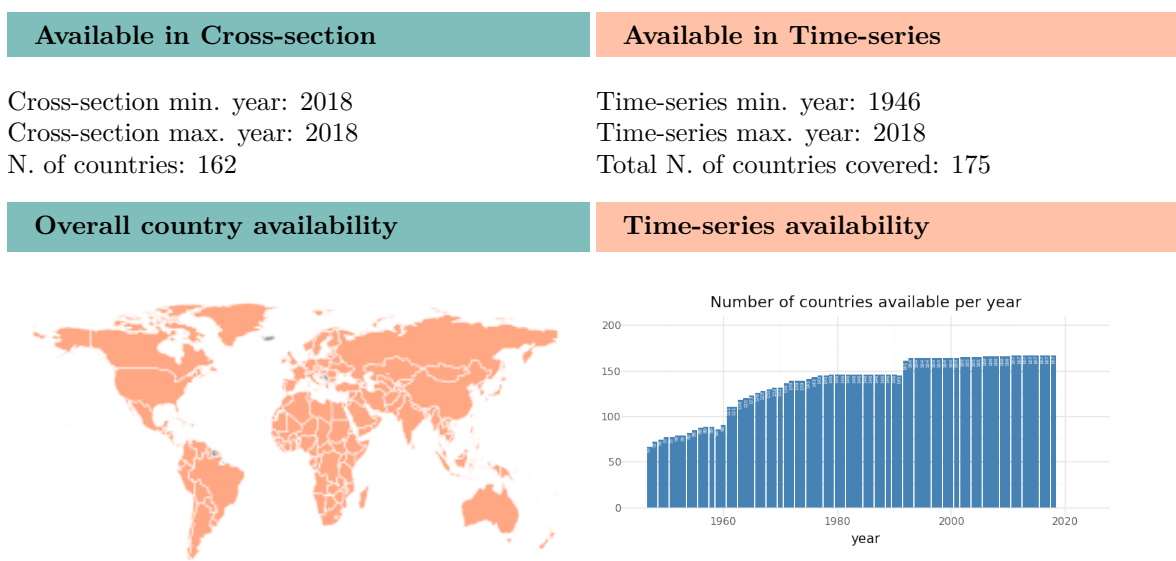 Available in Cross-section
Available in Time-series
Cross-section min. year: 2018
Cross-section max. year: 2018
N. of countries: 162
Time-series min. year: 1946
Time-series max. year: 2018
Total N. of countries covered: 175
Overall country availability
Time-series availability
Number of countries available per year
200
150
100
50
0
1960 1980 2000 2020
year